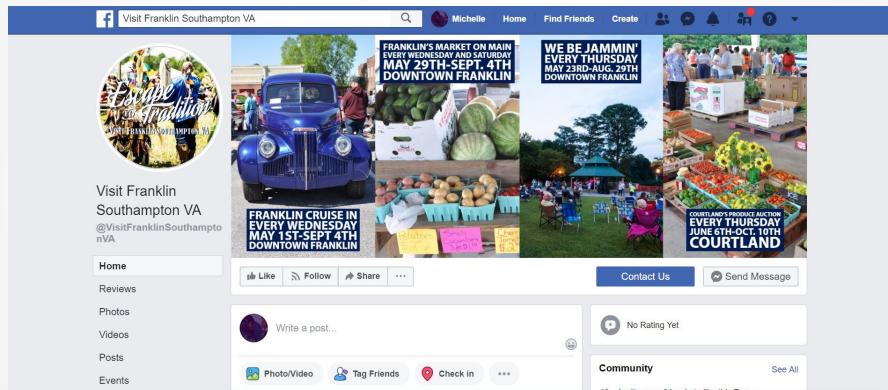 Visit Franklin Southampton VA
Michelle
Home
Find Friends
Create
Escape
Tradition
VISIT FRANKLIN SOUTHAMPTON, VA
FRANKLIN CRUISE IN
EVERY WEDNESDAY
MAY 1ST-SEPT 4TH
DOWNTOWN FRANKLIN
FRANKLIN'S MARKET ON MAIN
EVERY WEDNESDAY AND SATURDAY
MAY 29TH-SEPT. 4TH
DOWNTOWN FRANKLIN
WE BE JAMMIN'
EVERY THURSDAY
MAY 23RD-AUG. 29TH
DOWNTOWN FRANKLIN
COURTLAND'S PRODUCE AUCTION
EVERY THURSDAY
JUNE 6TH-OCT. 10TH
COURTLAND
Visit Franklin
Southampton VA
@VisitFranklinSouthampto
nVA
Home
Reviews
Photos
Videos
Posts
Events
Like
Follow
Share
Contact Us
Send Message
Write a post...
Photo/Video
Tag Friends
Check in
No Rating Yet
Community
See All